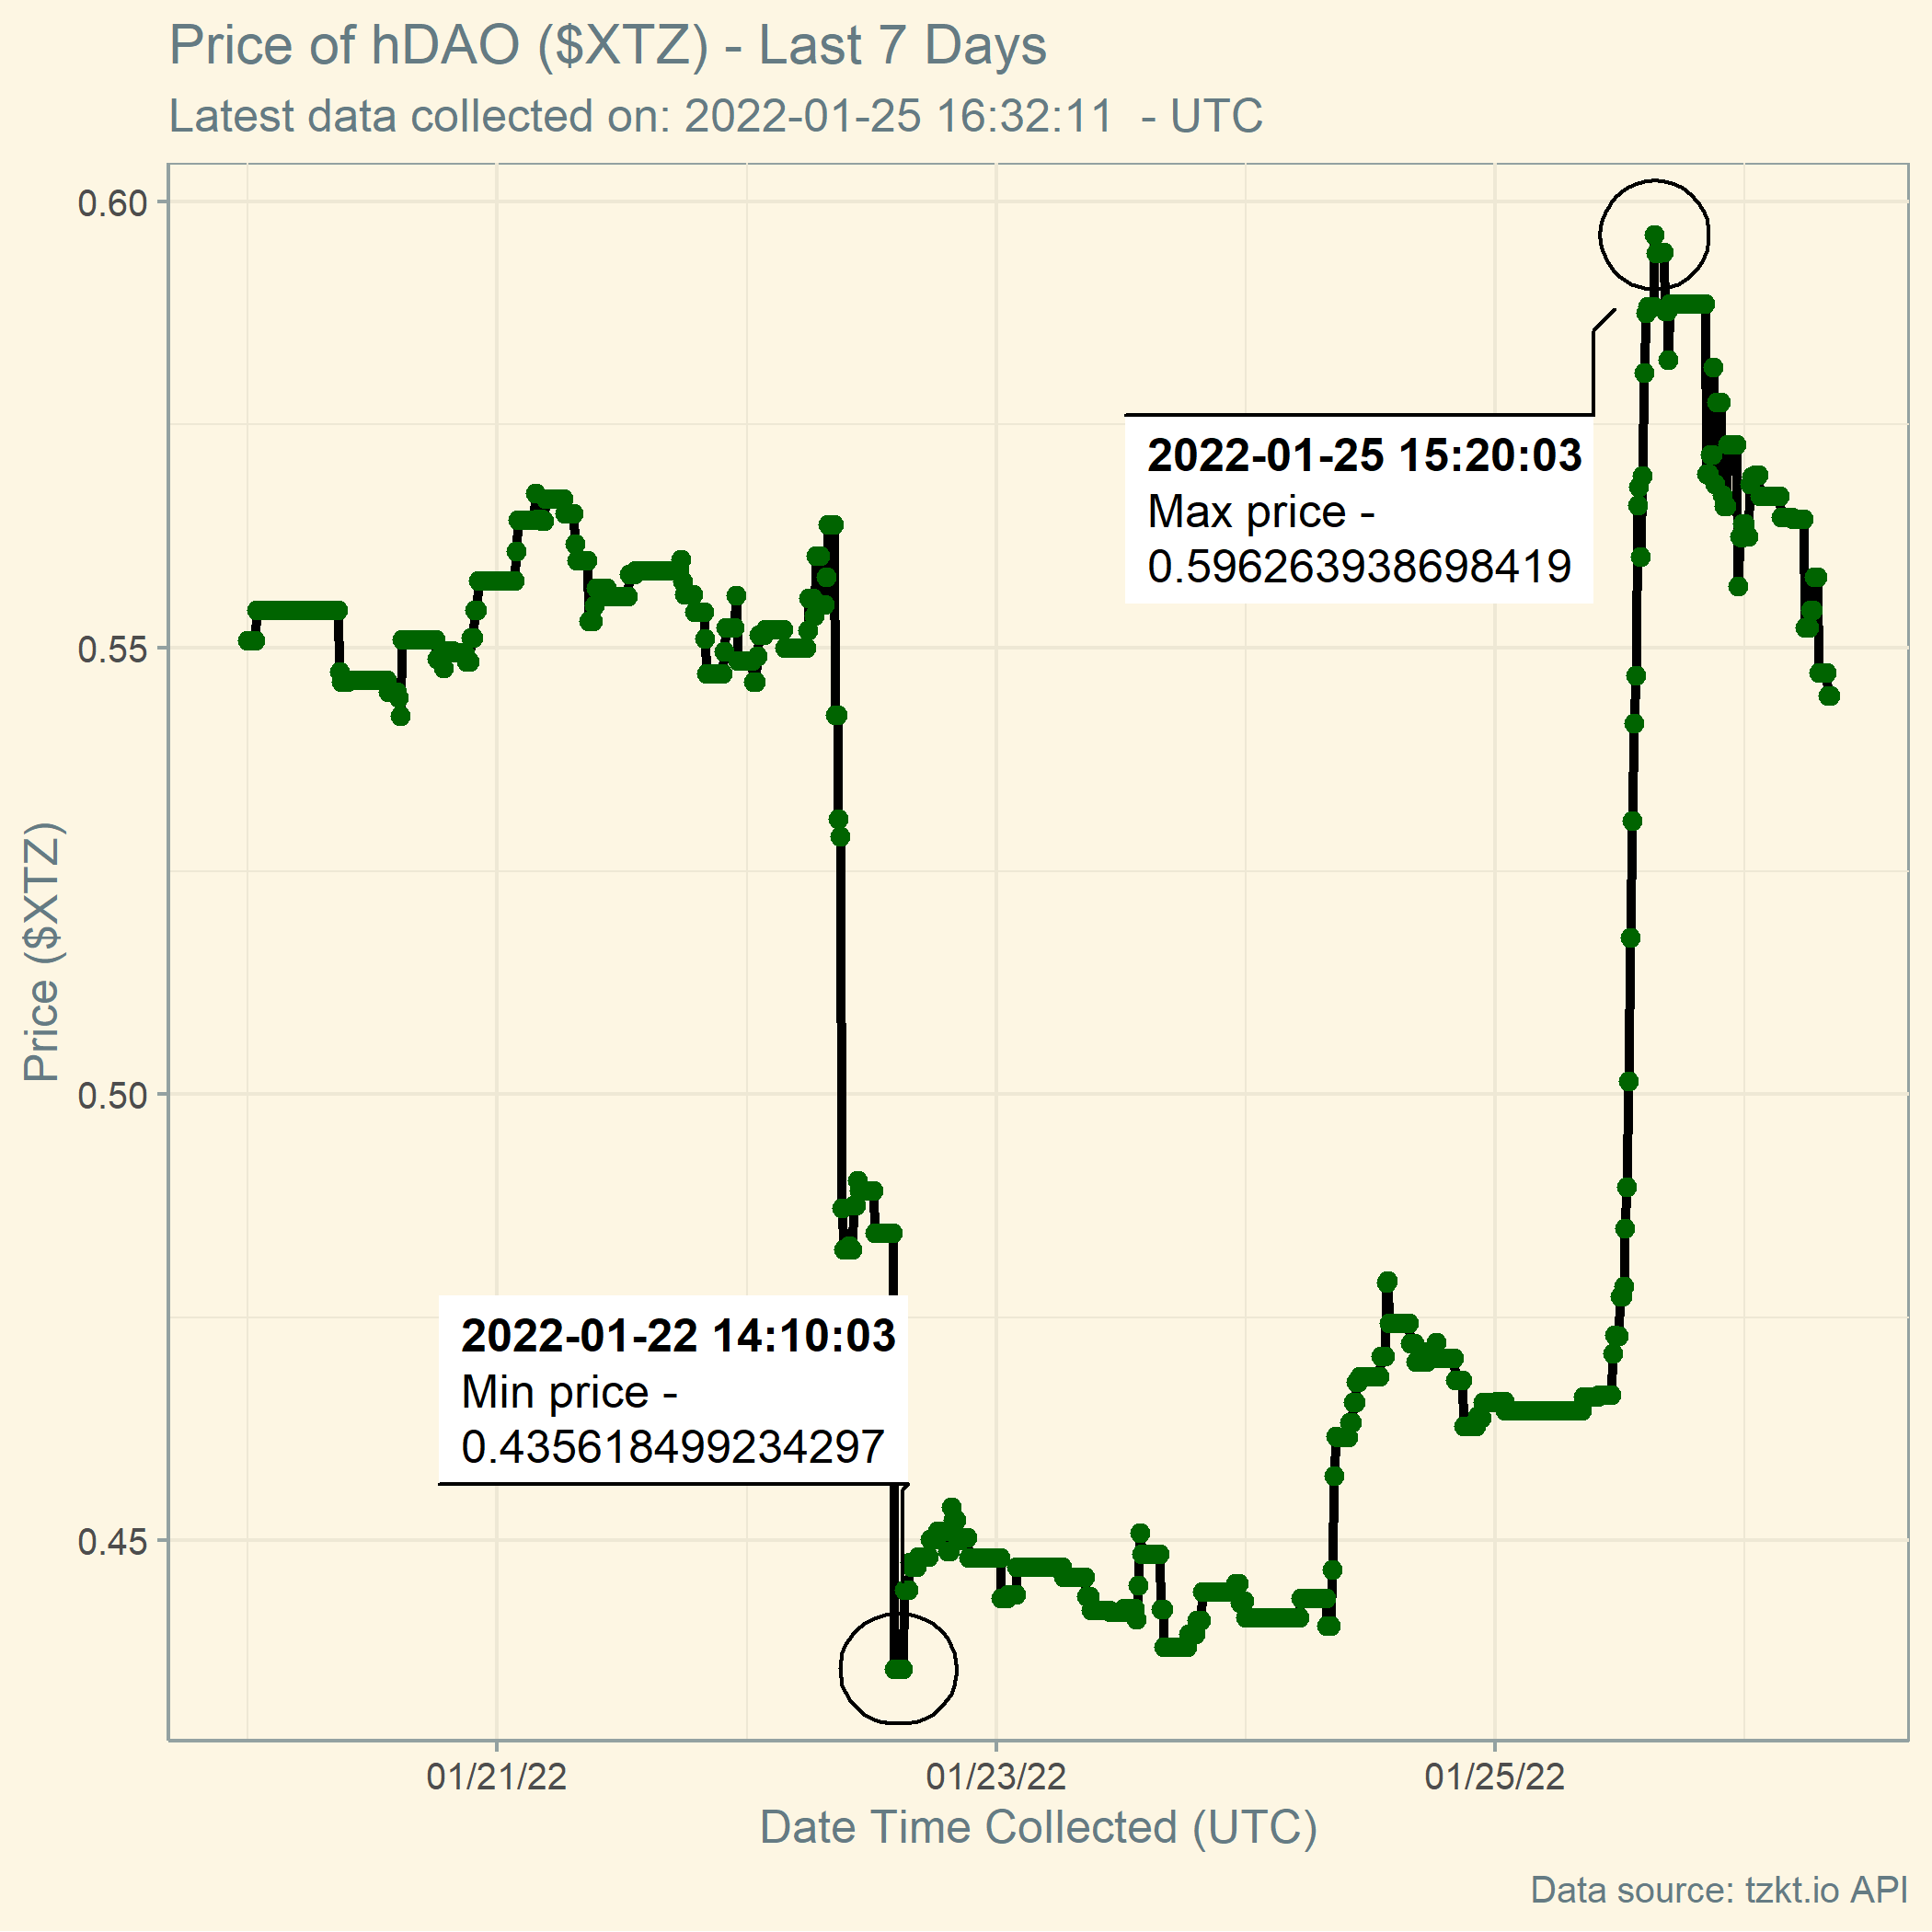 Price of hDAO ($XTZ) - Last 7 Days
Latest data collected on: 2022-01-25 16:32:11  - UTC
0.60
0.55
0.50
0.45
Price ($XTZ)
2022-01-25 15:20:03
Max price -
0.596263938698419
2022-01-22 14:10:03
Min price -
0.435618499234297
01/21/22
01/23/22
01/25/22
Date Time Collected (UTC)
Data source: tzkt.io API